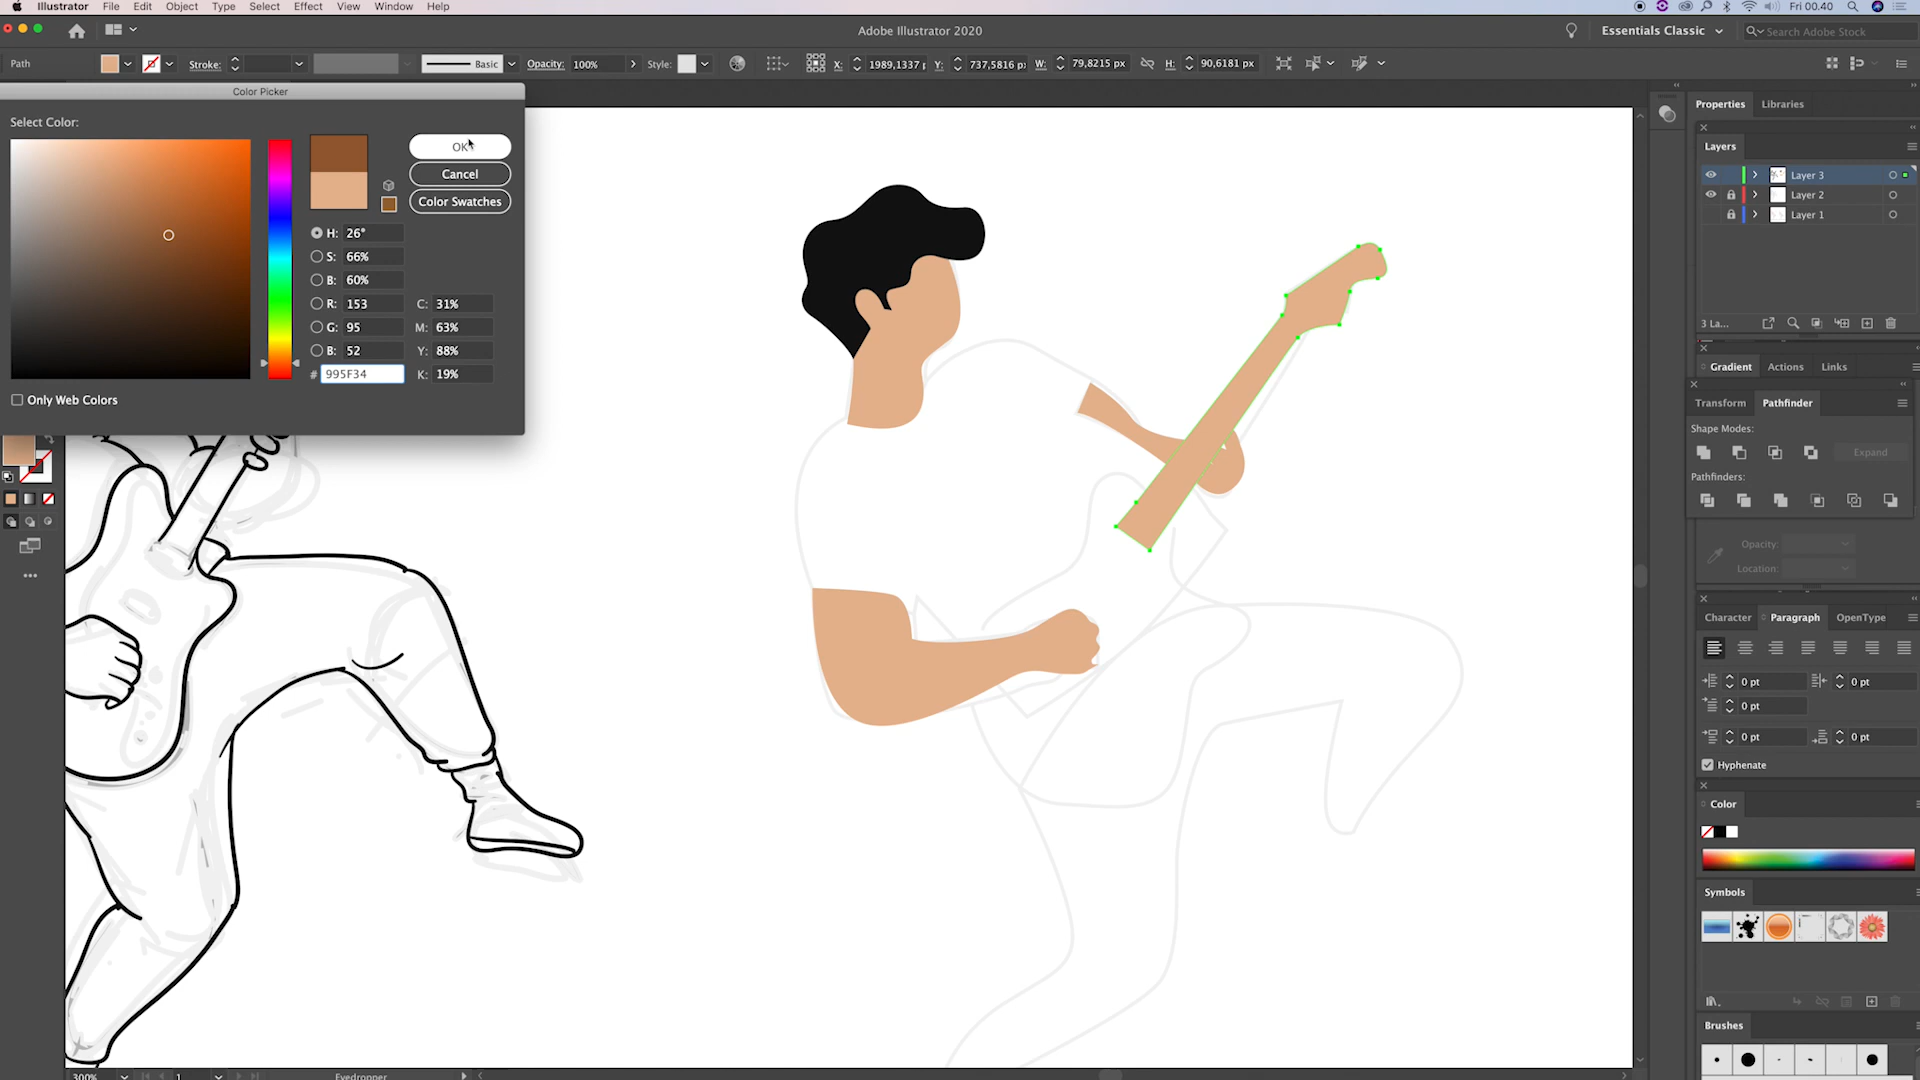 Illustrator File Edit Object Type Select Effect View Window Help
Fri 00.40
Adobe Illustrator 2020
Essentials Classic
Search Adobe Stock
Path
Stroke:
Basic
Opacity: 100%
Style:
X: 1989,1337 p
Y: 737,5816 p
W: 79,8215 px
H: 90,6181 px
Color Picker
Select Color:
OK
Cancel
Color Swatches
H: 26°
S: 66%
B: 60%
R: 153
C: 31%
G: 95
M: 63%
B: 52
Y: 88%
# 995F34
K: 19%
Only Web Colors
Properties Libraries
Layers
Layer 3
Layer 2
Layer 1
3 La...
Gradient Actions Links
Transform Pathfinder
Shape Modes:
Expand
Pathfinders:
Opacity:
Location:
Character Paragraph OpenType
0 pt 0 pt
0 pt
0 pt 0 pt
Hyphenate
Color
Symbols
Brushes
300%
1
Eyedropper